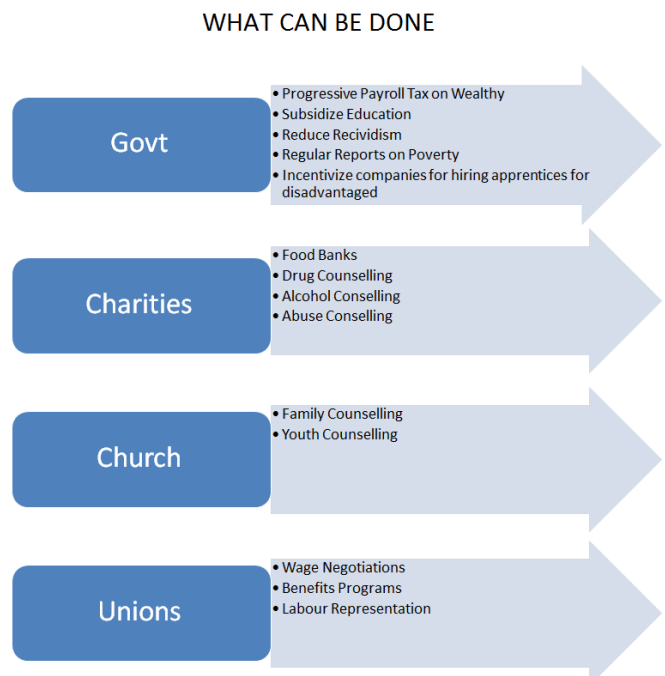 WHAT CAN BE DONE
Govt
• Progressive Payroll Tax on Wealthy
• Subsidize Education
• Reduce Recividism
• Regular Reports on Poverty
• Incentivize companies for hiring apprentices for
disadvantaged
Charities
• Food Banks
• Drug Counselling
• Alcohol Conselling
• Abuse Conselling
Church
• Family Counselling
• Youth Counselling
Unions
• Wage Negotiations
• Benefits Programs
• Labour Representation